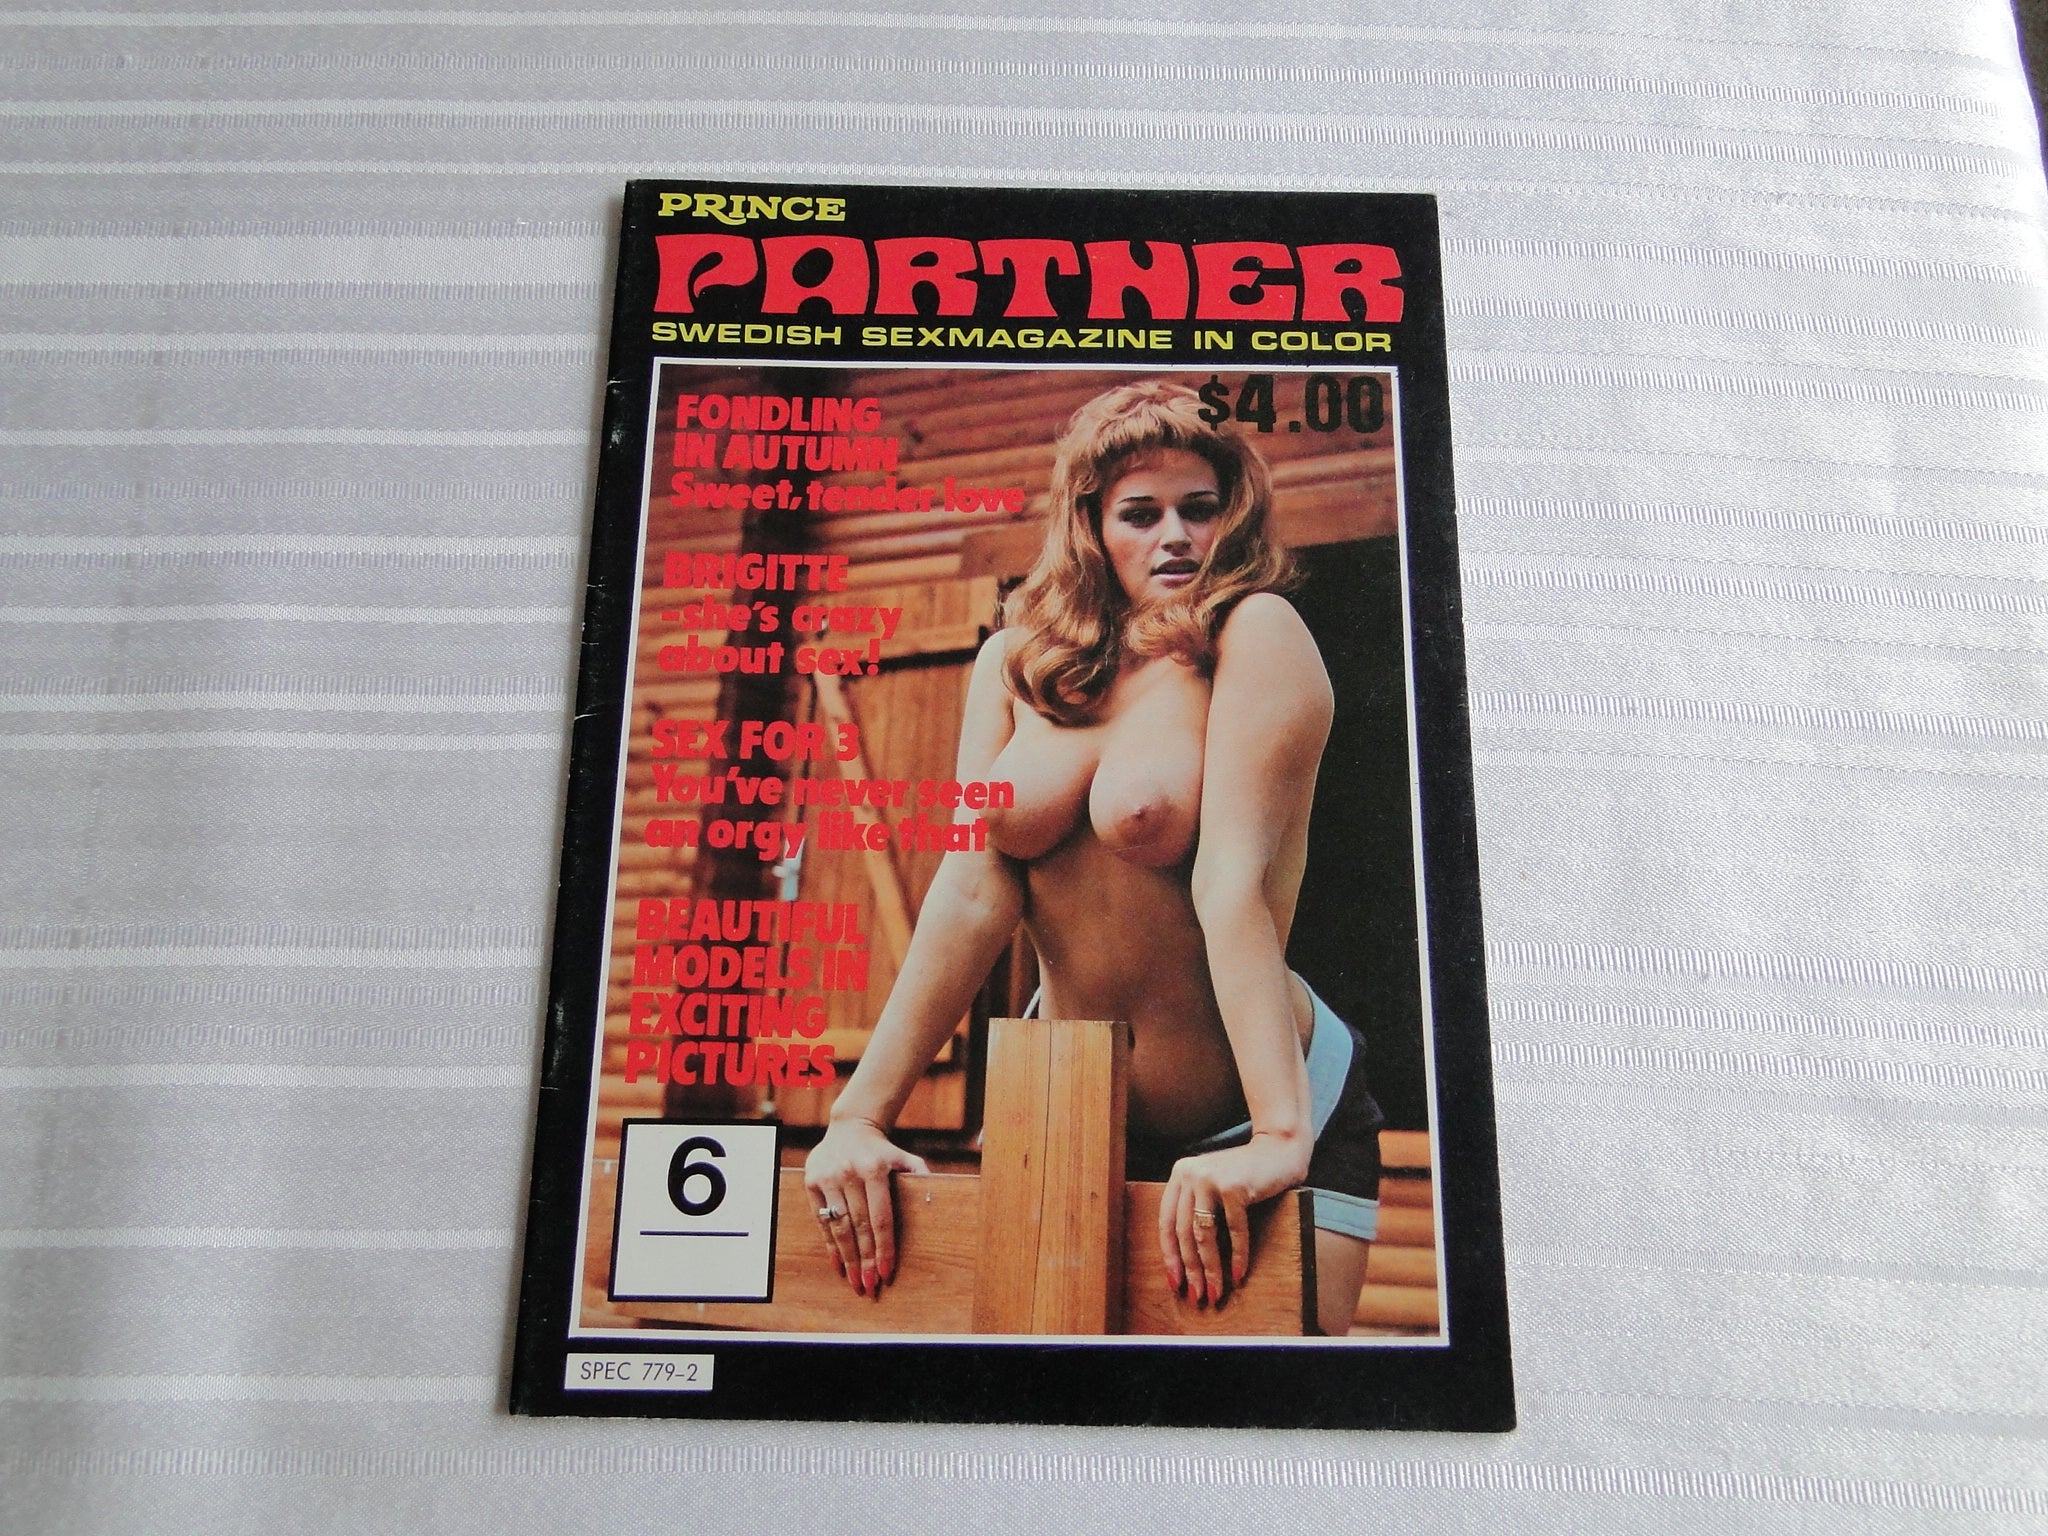 PRINCE
PARTNER
SWEDISH SEXMAGAZINE IN COLOR
$4.00
FONDLING
IN AUTUMN
Sweet, tender love
BRIGITTE
-she's crazy
about sex!
SEX FOR 3
You've never seen
an orgy like that
BEAUTIFUL
MODELS IN
EXCITING
PICTURES
6
SPEC 779-2